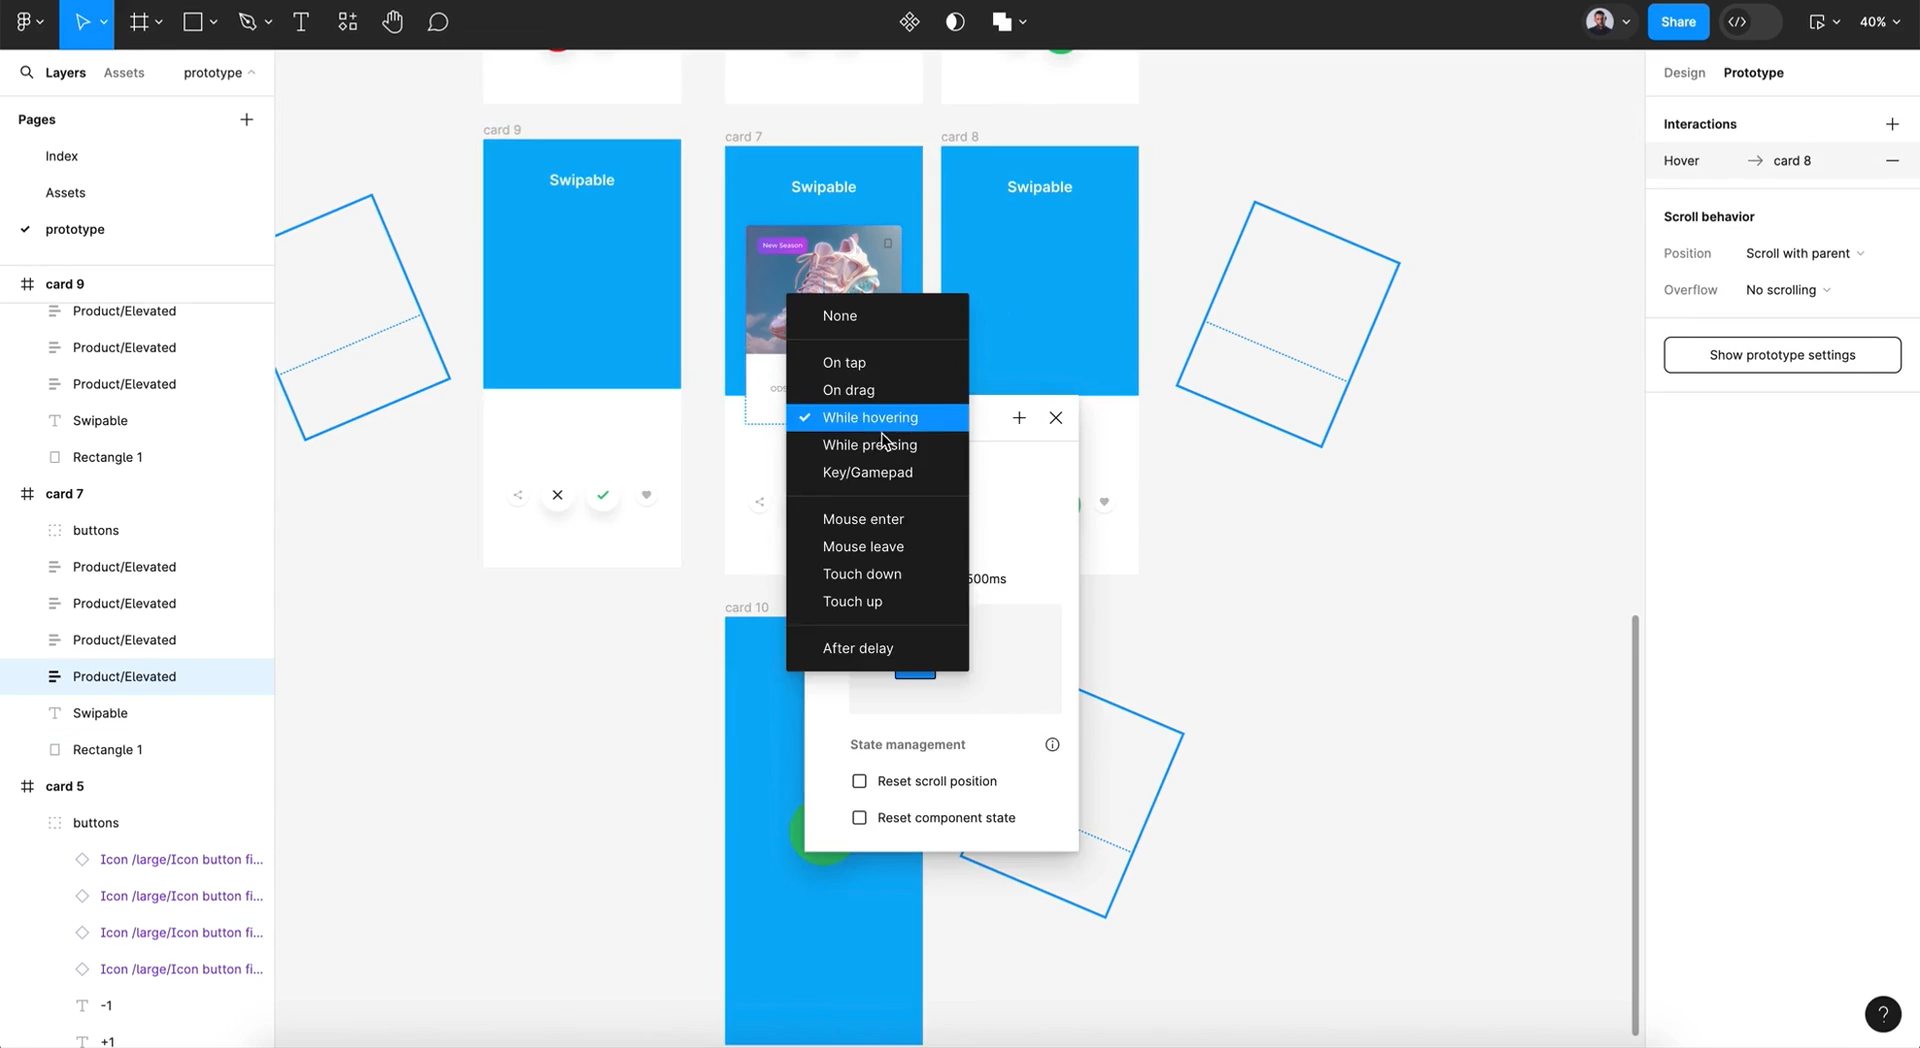 Share
40%
Layers
Assets
prototype
Pages
Index
Assets
prototype
card 9
Product/Elevated
Product/Elevated
Product/Elevated
Swipable
Rectangle 1
card 7
buttons
Product/Elevated
Product/Elevated
Product/Elevated
Product/Elevated
Swipable
Rectangle 1
card 5
buttons
Icon /large/Icon button fi...
Icon /large/Icon button fi...
Icon /large/Icon button fi...
Icon /large/Icon button fi...
-1
+1
card 9
Swipable
card 7
Swipable
New Season
card 8
Swipable
card 10
None
On tap
On drag
While hovering
While pressing
Key/Gamepad
Mouse enter
Mouse leave
Touch down
Touch up
After delay
500ms
State management
Reset scroll position
Reset component state
Design
Prototype
Interactions
Hover
card 8
Scroll behavior
Position
Scroll with parent
Overflow
No scrolling
Show prototype settings
?